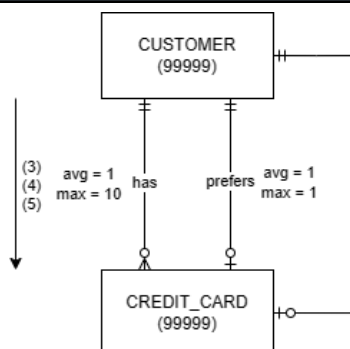 CUSTOMER
(99999)
(3)
(4)
(5)
avg = 1
max = 10
has
prefers
avg = 1
max = 1
CREDIT_CARD
(99999)